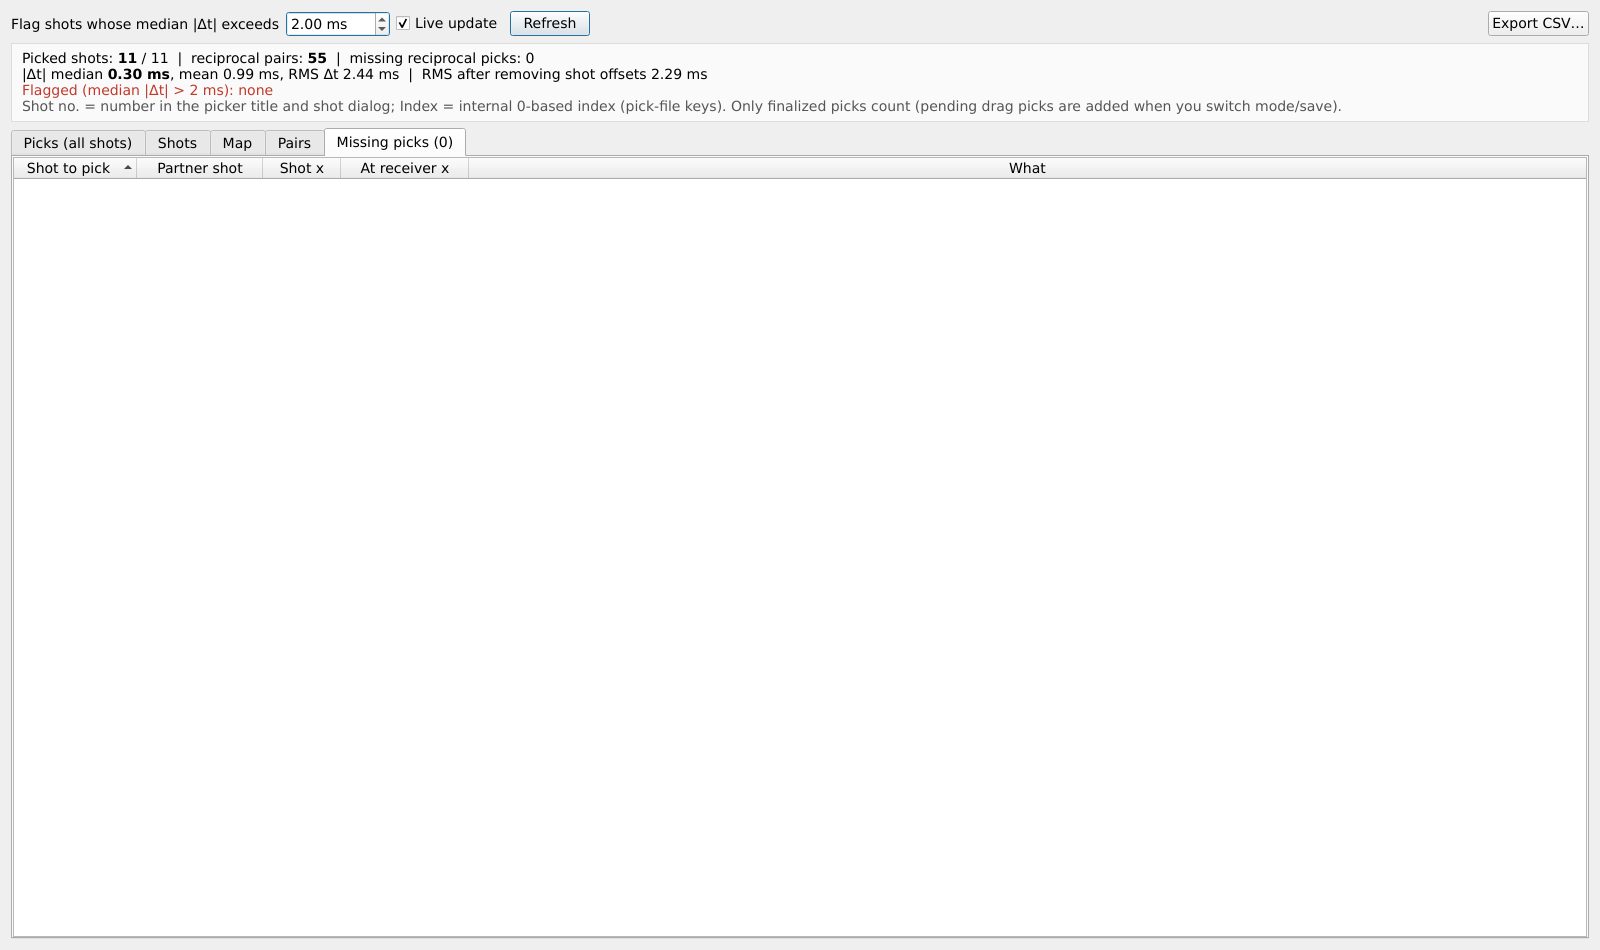 Flag shots whose median |Δt| exceeds 2.00 ms Live update Refresh Export CSV...
Picked shots: 11 / 11 | reciprocal pairs: 55 | missing reciprocal picks: 0
|Δt| median 0.30 ms, mean 0.99 ms, RMS Δt 2.44 ms | RMS after removing shot offsets 2.29 ms
Flagged (median |Δt| > 2 ms): none
Shot no. = number in the picker title and shot dialog; Index = internal 0-based index (pick-file keys). Only finalized picks count (pending drag picks are added when you switch mode/save).
Picks (all shots) Shots Map Pairs Missing picks (0)
Shot to pick Partner shot Shot x At receiver x What